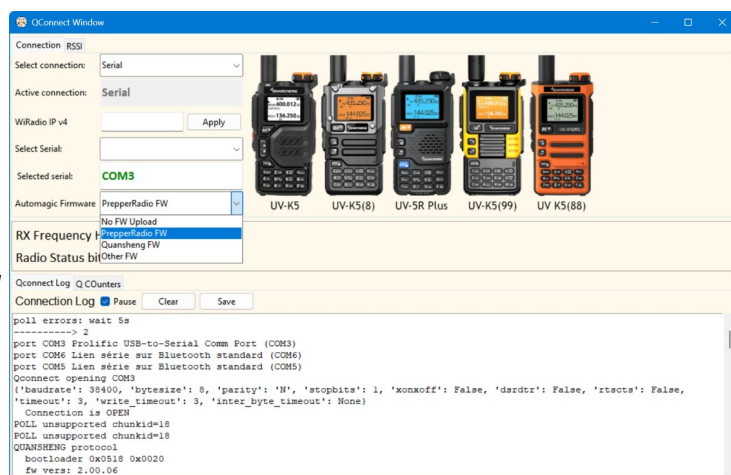 QConnect Window
Connection RSSI
Select connection: Serial
Active connection: Serial
WiRadio IP v4 Apply
Select Serial:
Selected serial: COM3
Automagic Firmware PrepperRadio FW
No FW Upload
PrepperRadio FW
Quansheng FW
Other FW
UV-K5 UV-K5(8) UV-5R Plus UV-K5(99) UV K5(88)
RX Frequency
Radio Status bi
Qconnect Log Q COunters
Connection Log Pause Clear Save
poll errors: wait 5s
----------> 2
port COM3 Prolific USB-to-Serial Comm Port (COM3)
port COM6 Lien série sur Bluetooth standard (COM6)
port COM5 Lien série sur Bluetooth standard (COM5)
Qconnect opening COM3
{'baudrate': 38400, 'bytesize': 8, 'parity': 'N', 'stopbits': 1, 'xonxoff': False, 'dsrdtr': False, 'rtscts': False,
'timeout': 3, 'write_timeout': 3, 'inter_byte_timeout': None}
Connection is OPEN
POLL unsupported chunkid=18
POLL unsupported chunkid=18
QUANSHENG protocol
bootloader 0x0518 0x0020
fw vers: 2.00.06